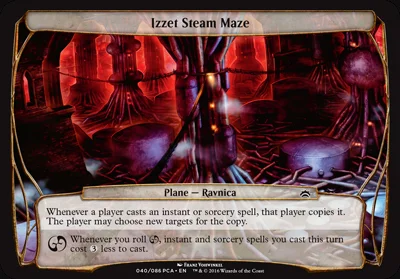 Izzet Steam Maze
Plane — Ravnica
Whenever a player casts an instant or sorcery spell, that player copies it.
The player may choose new targets for the copy.
Whenever you roll , instant and sorcery spells you cast this turn
cost 3 less to cast.
Franz Vohwinkel
040/086 PCA • EN ™ & © 2016 Wizards of the Coast